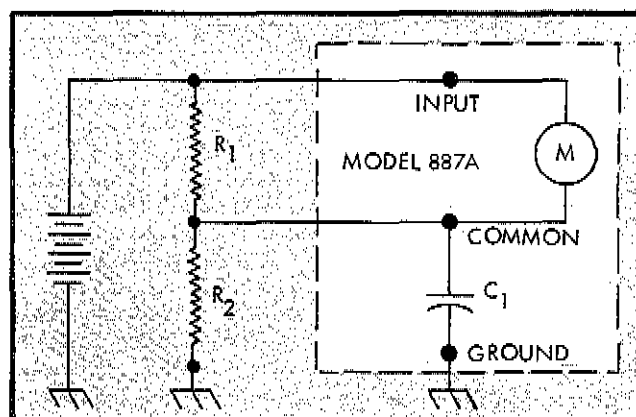 R1
INPUT
M
MODEL 887A
COMMON
R2
C1
GROUND